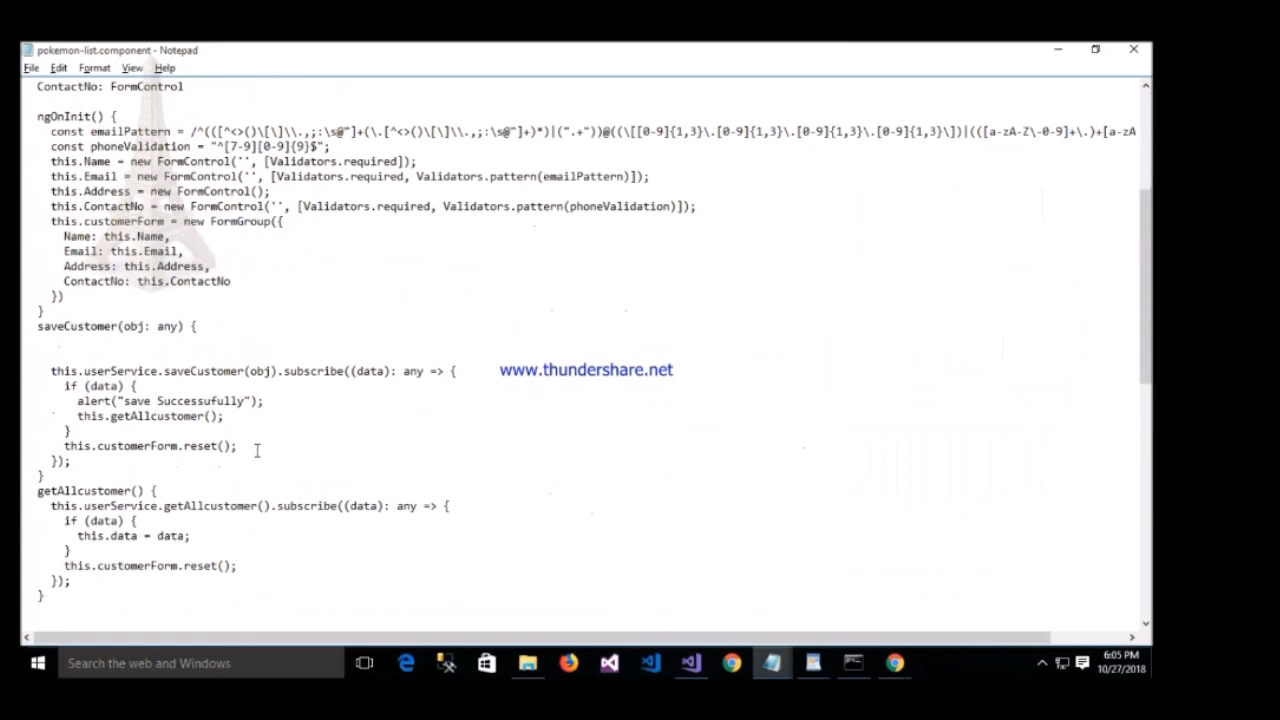 pokemon-list.component - Notepad
File Edit Format View Help
ContactNo: FormControl
ngOnInit() {
const emailPattern = /^(([^<>()\[\]\\.,;:\s@"]+(\.[^<>()\[\]\\.,;:\s@"]+)*)|(".+"))@((\[[0-9]{1,3}\.[0-9]{1,3}\.[0-9]{1,3}\.[0-9]{1,3}\])|(([a-zA-Z\-0-9]+\.)+[a-zA
const phoneValidation = "^[7-9][0-9]{9}$";
this.Name = new FormControl('', [Validators.required]);
this.Email = new FormControl('', [Validators.required, Validators.pattern(emailPattern)]);
this.Address = new FormControl();
this.ContactNo = new FormControl('', [Validators.required, Validators.pattern(phoneValidation)]);
this.customerForm = new FormGroup({
Name: this.Name,
Email: this.Email,
Address: this.Address,
ContactNo: this.ContactNo
})
}
saveCustomer(obj: any) {
this.userService.saveCustomer(obj).subscribe((data): any => {
www.thundershare.net
if (data) {
alert("save Successufully");
this.getAllcustomer();
}
this.customerForm.reset();
});
}
getAllcustomer() {
this.userService.getAllcustomer().subscribe((data): any => {
if (data) {
this.data = data;
}
this.customerForm.reset();
});
}
Search the web and Windows
6:05 PM
10/27/2018